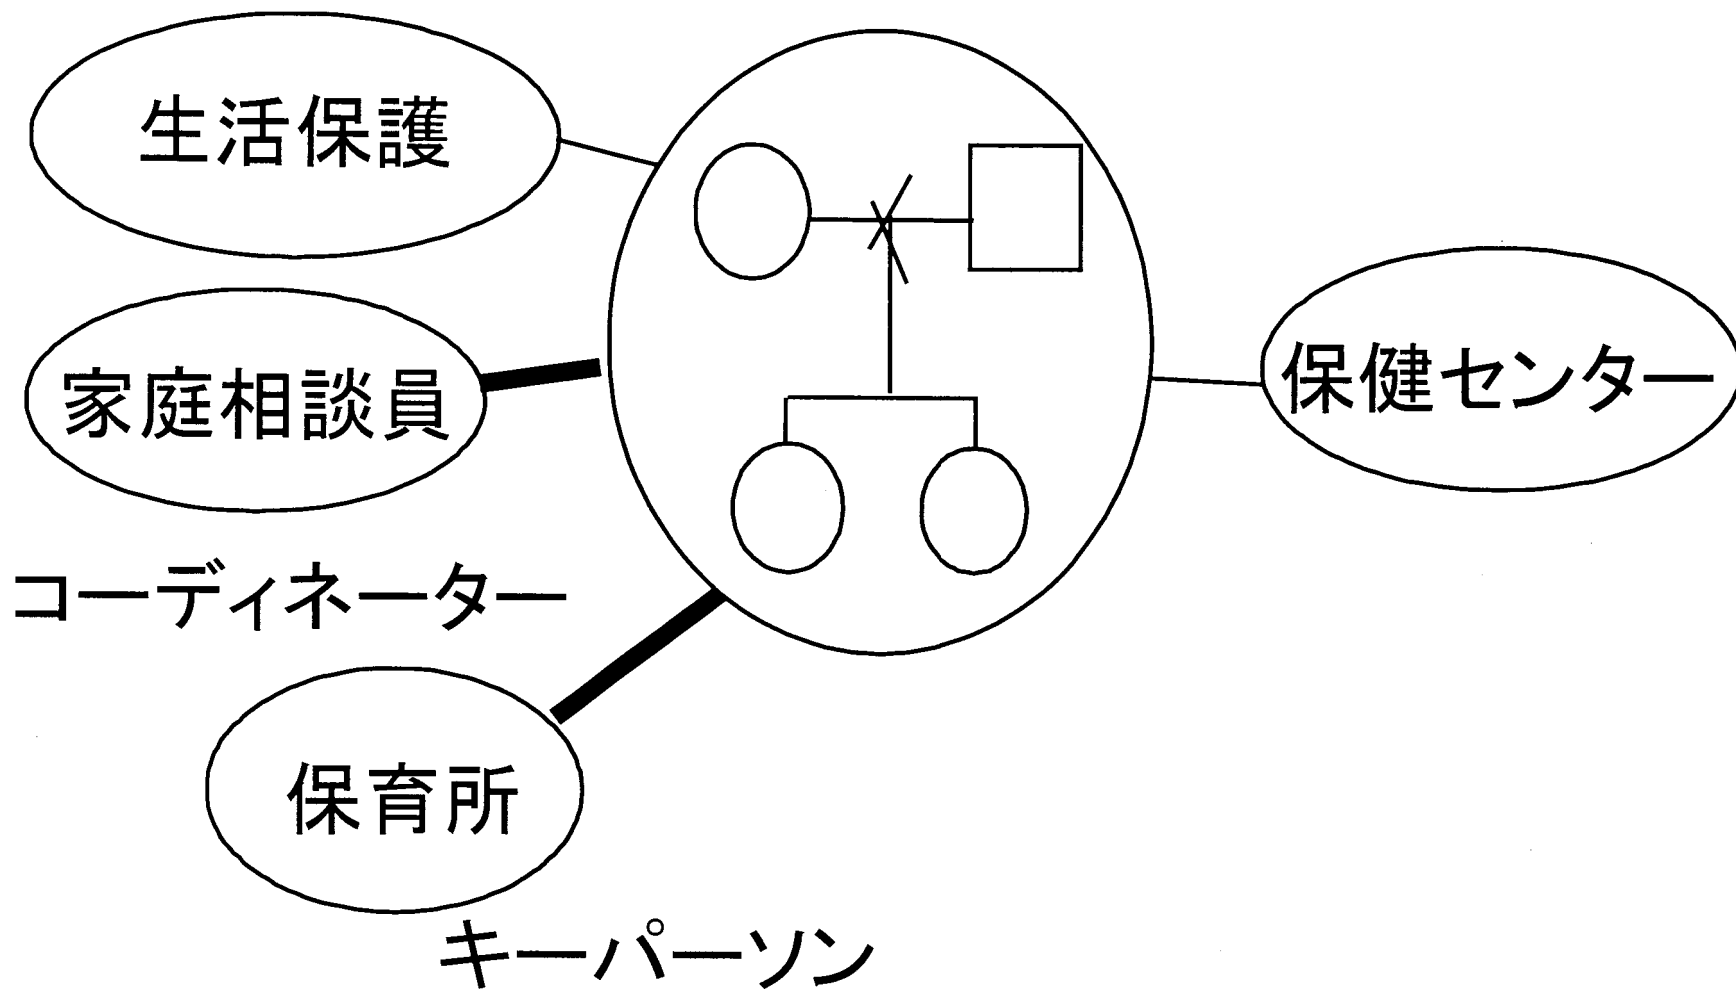 生活保護
家庭相談員
保健センター
コーディネーター
保育所
キーパーソン